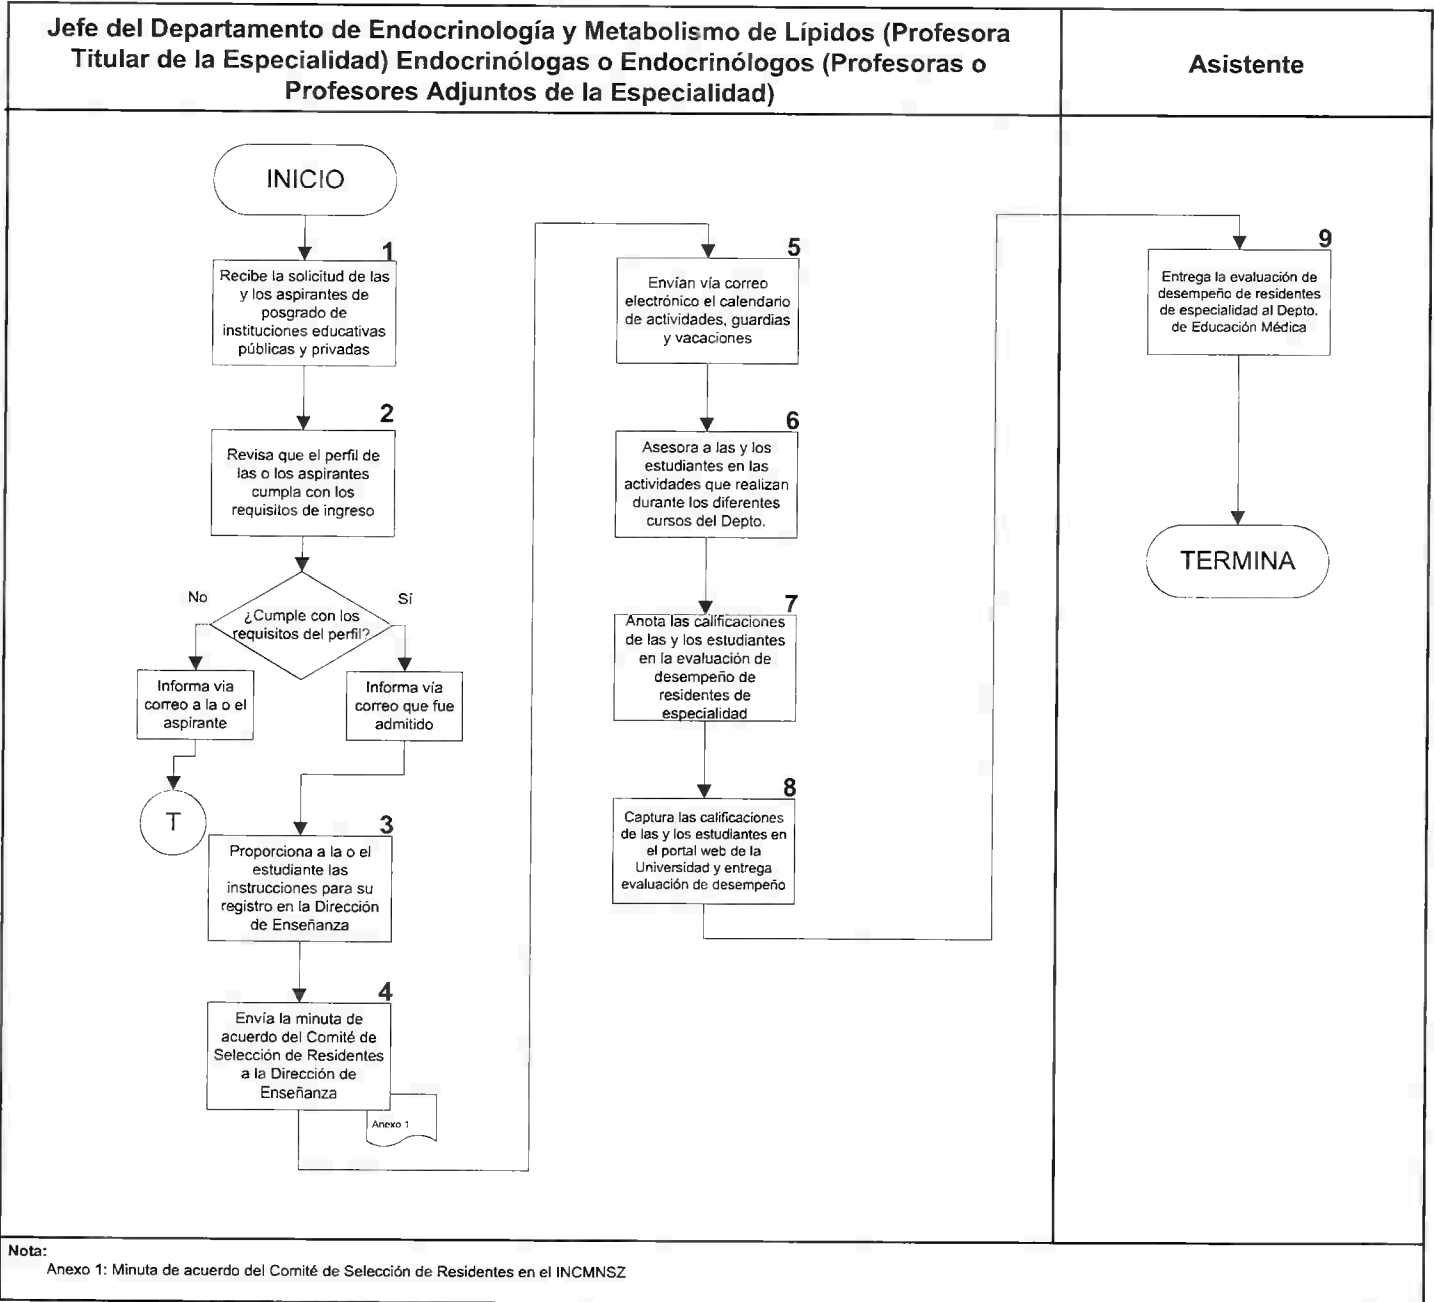 Jefe del Departamento de Endocrinología y Metabolismo de Lípidos (Profesora
Titular de la Especialidad) Endocrinólogas o Endocrinólogos (Profesoras o
Profesores Adjuntos de la Especialidad)
Asistente
INICIO
1
Recibe la solicitud de las
y los aspirantes de
posgrado de
instituciones educativas
públicas y privadas
2
Revisa que el perfil de
las o los aspirantes
cumpla con los
requisitos de ingreso
¿Cumple con los
requisitos del perfil?
No
Sí
Informa via
correo a la o el
aspirante
Informa vía
correo que fue
admitido
T
3
Proporciona a la o el
estudiante las
instrucciones para su
registro en la Dirección
de Enseñanza
4
Envía la minuta de
acuerdo del Comité de
Selección de Residentes
a la Dirección de
Enseñanza
Anexo 1
5
Envían vía correo
electrónico el calendario
de actividades, guardias
y vacaciones
6
Asesora a las y los
estudiantes en las
actividades que realizan
durante los diferentes
cursos del Depto.
7
Anota las calificaciones
de las y los estudiantes
en la evaluación de
desempeño de
residentes de
especialidad
8
Captura las calificaciones
de las y los estudiantes en
el portal web de la
Universidad y entrega
evaluación de desempeño
9
Entrega la evaluación de
desempeño de residentes
de especialidad al Depto.
de Educación Médica
TERMINA
Nota:
Anexo 1: Minuta de acuerdo del Comité de Selección de Residentes en el INCMNSZ